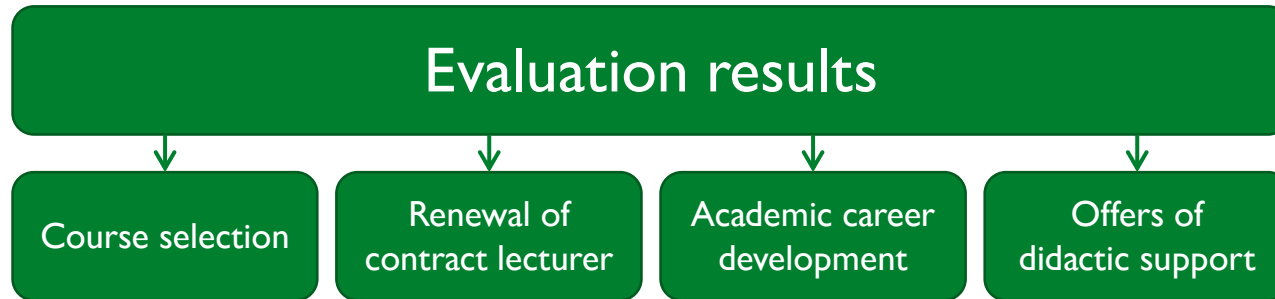 Evaluation results
Course selection
Renewal of
contract lecturer
Academic career
development
Offers of
didactic support